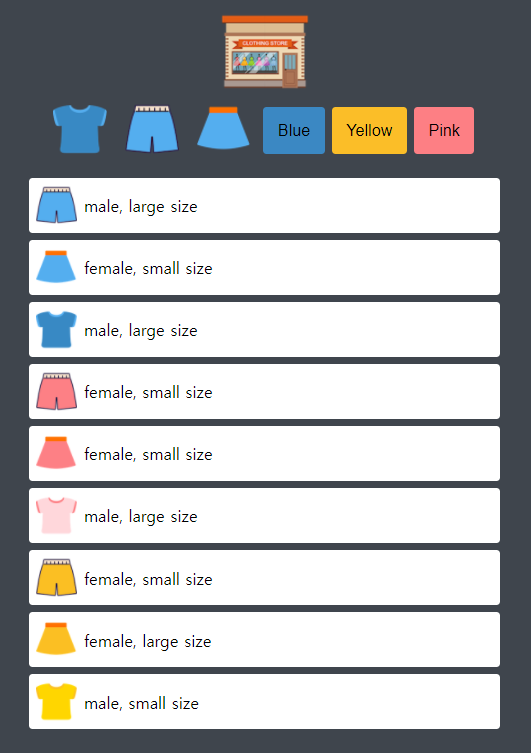 CLOTHING STORE
Blue Yellow Pink
male, large size
female, small size
male, large size
female, small size
female, small size
male, large size
female, small size
female, large size
male, small size